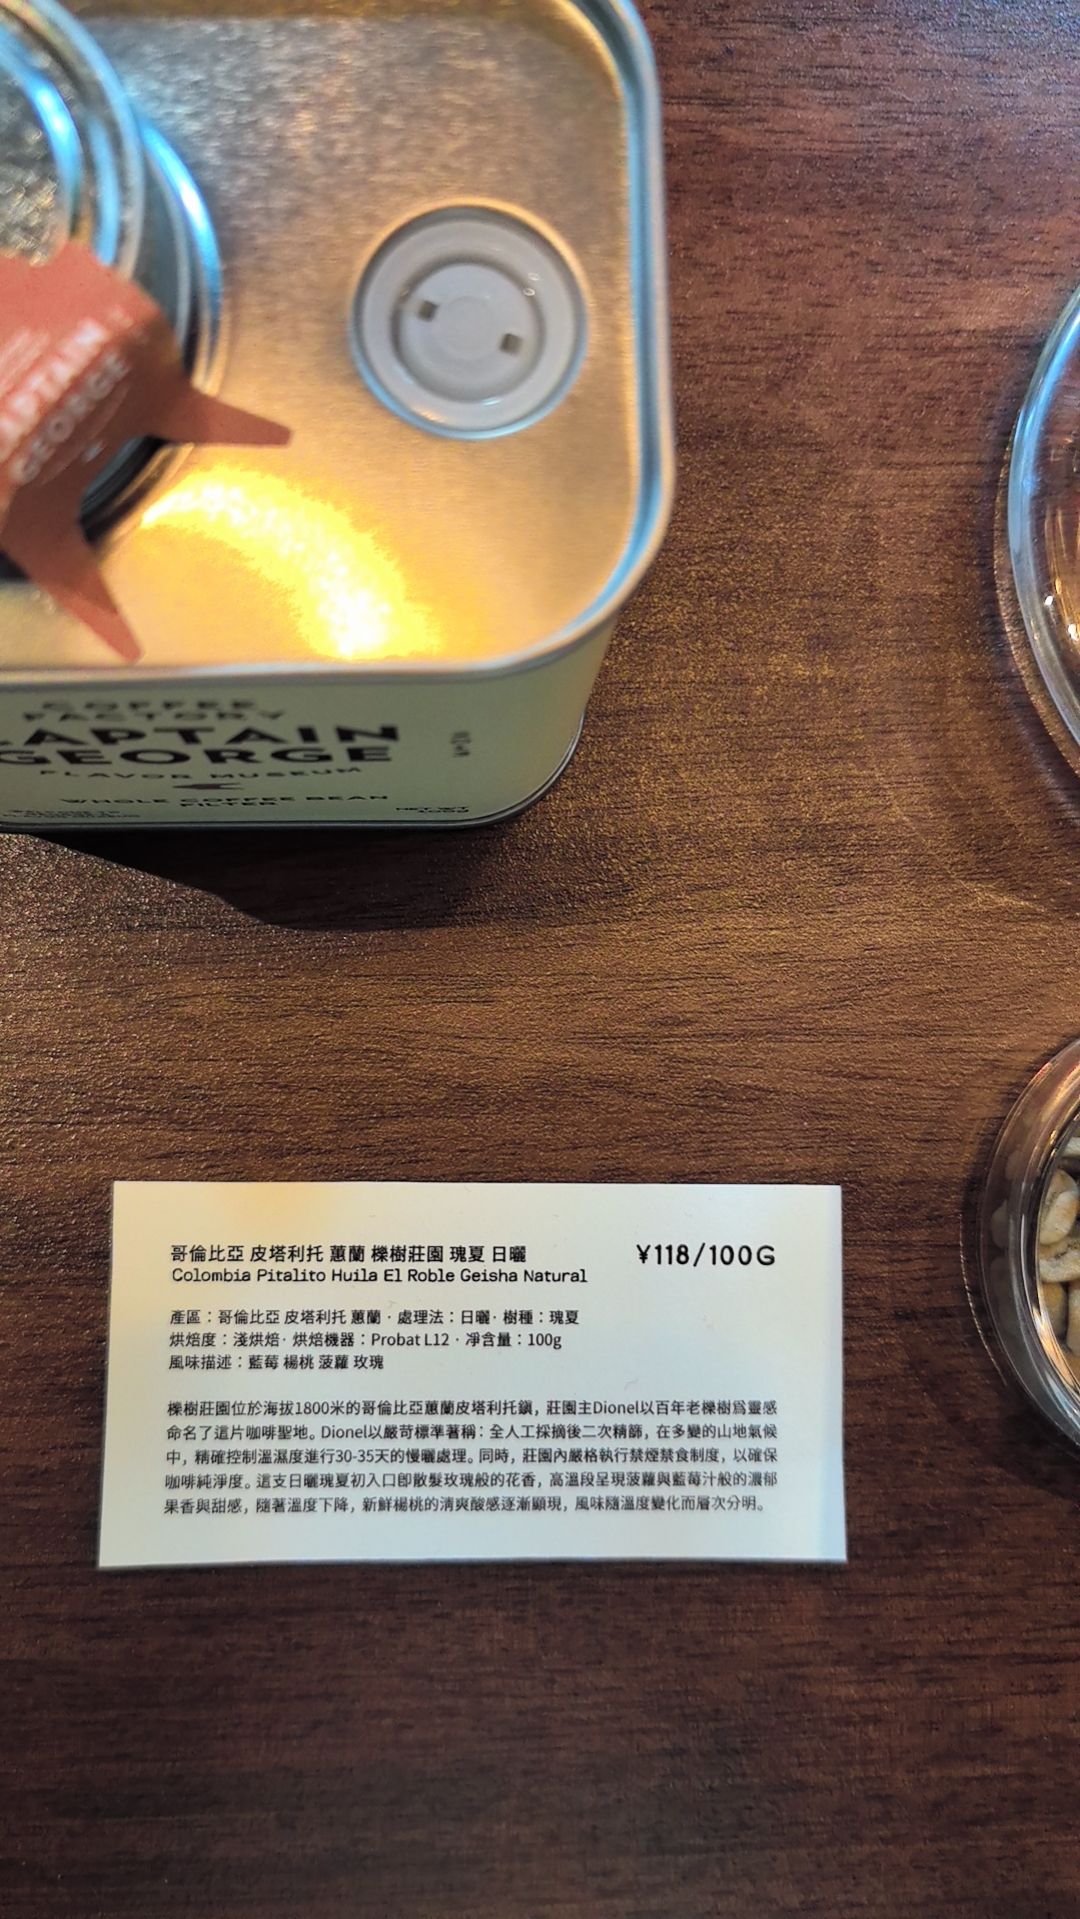 CAPTAIN
GEORGE
COFFEE
FACTORY
CAPTAIN
GEORGE
FLAVOR MUSEUM
WHOLE COFFEE BEAN
FILTER
NET WT
100g
哥倫比亞 皮塔利托 蕙蘭 櫟樹莊園 瑰夏 日曬
¥118/100G
Colombia Pitalito Huila El Roble Geisha Natural
產區：哥倫比亞 皮塔利托 蕙蘭 · 處理法：日曬 · 樹種：瑰夏
烘焙度：淺烘焙 · 烘焙機器：Probat L12 · 凈含量：100g
風味描述：藍莓 楊桃 菠蘿 玫瑰
櫟樹莊園位於海拔1800米的哥倫比亞蕙蘭皮塔利托鎮，莊園主Dionel以百年老櫟樹爲靈感
命名了這片咖啡聖地。Dionel以嚴苛標準著稱：全人工採摘後二次精篩，在多變的山地氣候
中，精確控制溫濕度進行30-35天的慢曬處理。同時，莊園內嚴格執行禁煙禁食制度，以確保
咖啡純淨度。這支日曬瑰夏初入口卽散髮玫瑰般的花香，高溫段呈現菠蘿與藍莓汁般的濃郁
果香與甜感，隨著溫度下降，新鮮楊桃的清爽酸感逐漸顯現，風味隨溫度變化而層次分明。